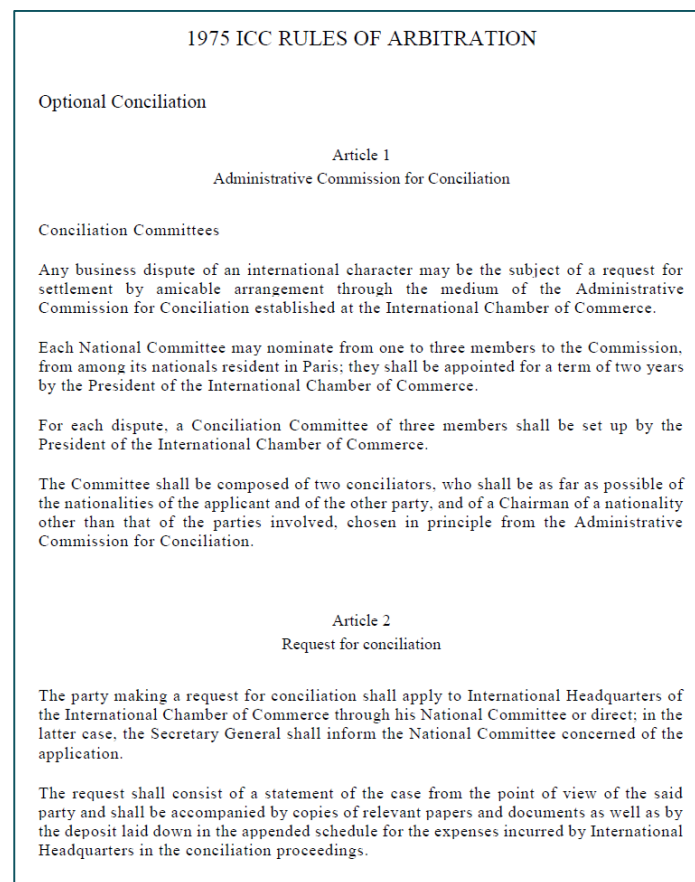 1975 ICC RULES OF ARBITRATION
Optional Conciliation
Article 1
Administrative Commission for Conciliation
Conciliation Committees
Any business dispute of an international character may be the subject of a request for
settlement by amicable arrangement through the medium of the Administrative
Commission for Conciliation established at the International Chamber of Commerce.
Each National Committee may nominate from one to three members to the Commission,
from among its nationals resident in Paris; they shall be appointed for a term of two years
by the President of the International Chamber of Commerce.
For each dispute, a Conciliation Committee of three members shall be set up by the
President of the International Chamber of Commerce.
The Committee shall be composed of two conciliators, who shall be as far as possible of
the nationalities of the applicant and of the other party, and of a Chairman of a nationality
other than that of the parties involved, chosen in principle from the Administrative
Commission for Conciliation.
Article 2
Request for conciliation
The party making a request for conciliation shall apply to International Headquarters of
the International Chamber of Commerce through his National Committee or direct; in the
latter case, the Secretary General shall inform the National Committee concerned of the
application.
The request shall consist of a statement of the case from the point of view of the said
party and shall be accompanied by copies of relevant papers and documents as well as by
the deposit laid down in the appended schedule for the expenses incurred by International
Headquarters in the conciliation proceedings.